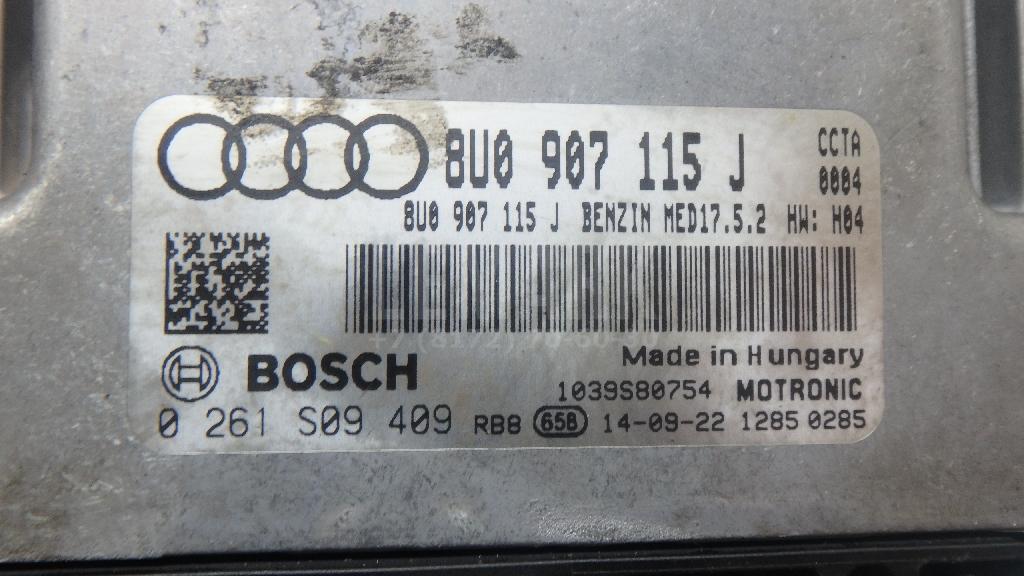 8U0 907 115 J
CCTA
0004
8U0 907 115 J BENZIN MED17.5.2 HW: H04
BOSCH
Made in Hungary
1039S80754 MOTRONIC
0 261 S09 409 RB8 658 14-09-22 1285 0285